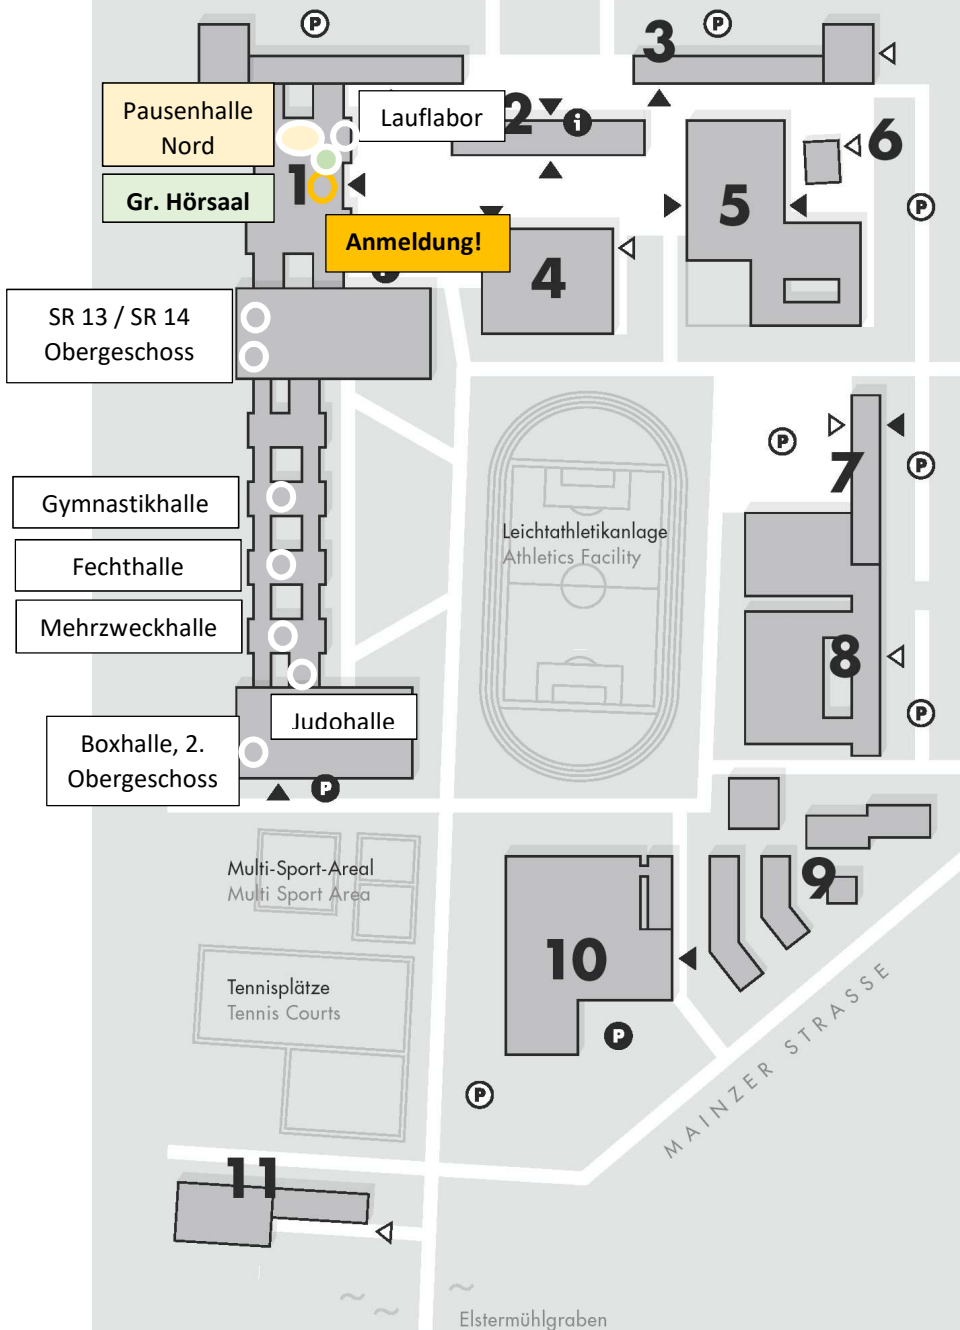 P
P
3
Pausenhalle
Nord
Lauflabor
2
i
6
1
5
P
Gr. Hörsaal
Anmeldung!
4
SR 13 / SR 14
Obergeschoss
P
7
P
Gymnastikhalle
Leichtathletikanlage
Athletics Facility
Fechthalle
Mehrzweckhalle
8
Judohalle
P
Boxhalle, 2.
Obergeschoss
P
Multi-Sport-Areal
Multi Sport Area
9
10
Tennisplätze
Tennis Courts
P
P
MAINZER STRASSE
11
Elstermühlgraben